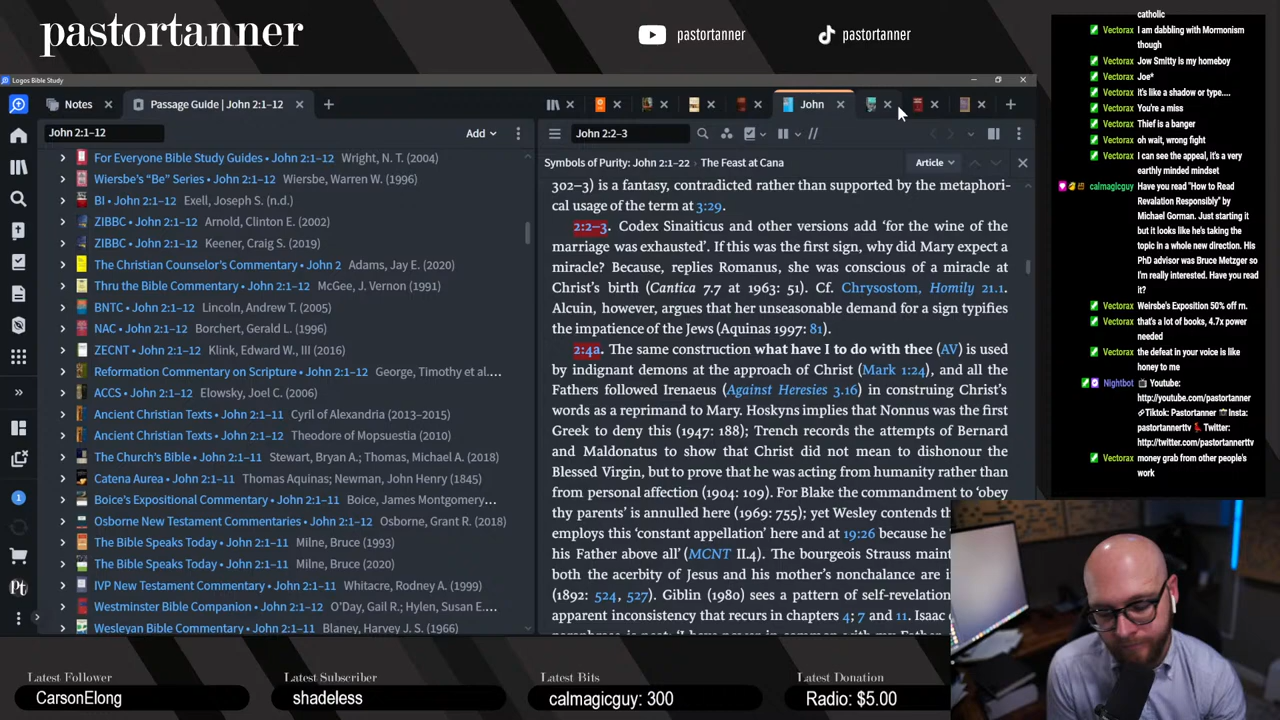 pastortanner
pastortanner
pastortanner
Logos Bible Study
Notes
Passage Guide | John 2:1–12
John 2:1–12
Add
For Everyone Bible Study Guides • John 2:1–12 Wright, N. T. (2004)
Wiersbe's "Be" Series • John 2:1–12 Wiersbe, Warren W. (1996)
BI • John 2:1–12 Exell, Joseph S. (n.d.)
ZIBBC • John 2:1–12 Arnold, Clinton E. (2002)
ZIBBC • John 2:1–12 Keener, Craig S. (2019)
The Christian Counselor's Commentary • John 2 Adams, Jay E. (2020)
Thru the Bible Commentary • John 2:1–12 McGee, J. Vernon (1991)
BNTC • John 2:1–12 Lincoln, Andrew T. (2005)
NAC • John 2:1–12 Borchert, Gerald L. (1996)
ZECNT • John 2:1–12 Klink, Edward W., III (2016)
Reformation Commentary on Scripture • John 2:1–12 George, Timothy et al....
ACCS • John 2:1–12 Elowsky, Joel C. (2006)
Ancient Christian Texts • John 2:1–11 Cyril of Alexandria (2013–2015)
Ancient Christian Texts • John 2:1–12 Theodore of Mopsuestia (2010)
The Church's Bible • John 2:1–11 Stewart, Bryan A.; Thomas, Michael A. (2018)
Catena Aurea • John 2:1–11 Thomas Aquinas; Newman, John Henry (1845)
Boice's Expositional Commentary • John 2:1–11 Boice, James Montgomery...
Osborne New Testament Commentaries • John 2:1–12 Osborne, Grant R. (2018)
The Bible Speaks Today • John 2:1–12 Milne, Bruce (1993)
The Bible Speaks Today • John 2:1–12 Milne, Bruce (2020)
IVP New Testament Commentary • John 2:1–11 Whitacre, Rodney A. (1999)
Westminster Bible Companion • John 2:1–12 O'Day, Gail R.; Hylen, Susan E....
Wesleyan Bible Commentary • John 2:1–11 Blaney, Harvey J. S. (1966)
John
John 2:2–3
Symbols of Purity: John 2:1–22 › The Feast at Cana
Article
302–3) is a fantasy, contradicted rather than supported by the metaphori-
cal usage of the term at 3:29.
2:2–3. Codex Sinaiticus and other versions add 'for the wine of the
marriage was exhausted'. If this was the first sign, why did Mary expect a
miracle? Because, replies Romanus, she was conscious of a miracle at
Christ's birth (Cantica 7.7 at 1963: 51). Cf. Chrysostom, Homily 21.1.
Alcuin, however, argues that her unseasonable demand for a sign typifies
the impatience of the Jews (Aquinas 1997: 81).
2:4a. The same construction what have I to do with thee (AV) is used
by indignant demons at the approach of Christ (Mark 1:24), and all the
Fathers followed Irenaeus (Against Heresies 3.16) in construing Christ's
words as a reprimand to Mary. Hoskyns implies that Nonnus was the first
Greek to deny this (1947: 188); Trench records the attempts of Bernard
and Maldonatus to show that Christ did not mean to dishonour the
Blessed Virgin, but to prove that he was acting from humanity rather than
from personal affection (1904: 109). For Blake the commandment to 'obey
thy parents' is annulled here (1969: 755); yet Wesley contends th
employs this 'constant appellation' here and at 19:26 because he
his Father above all' (MCNT II.4). The bourgeois Strauss maint
both the acerbity of Jesus and his mother's nonchalance are i
(1892: 524, 527). Giblin (1980) sees a pattern of self-revelation
apparent inconsistency that recurs in chapters 4; 7 and 11. Isaac
catholic
Vectorax I am dabbling with Mormonism
though
Vectorax Jow Smitty is my homeboy
Vectorax Joe*
Vectorax it's like a shadow or type....
Vectorax You're a miss
Vectorax Thief is a banger
Vectorax oh wait, wrong fight
Vectorax I can see the appeal, it's a very
earthly minded mindset
calmagicguy Have you read "How to Read
Revalation Responsibly" by
Michael Gorman. Just starting it
but it looks like he's taking the
topic in a whole new direction. His
PhD advisor was Bruce Metzger so
I'm really interested. Have you read
it?
Vectorax Weirsbe's Exposition 50% off rn.
Vectorax that's a lot of books, 4.7x power
needed
Vectorax the defeat in your voice is like
honey to me
Nightbot Youtube:
http://youtube.com/pastortanner
Tiktok: Pastortanner Insta:
pastortannerttv Twitter:
http://twitter.com/pastortannerttv
Vectorax money grab from other people's
work
Latest Follower
CarsonElong
Latest Subscriber
shadeless
Latest Bits
calmagicguy: 300
Latest Donation
Radio: $5.00